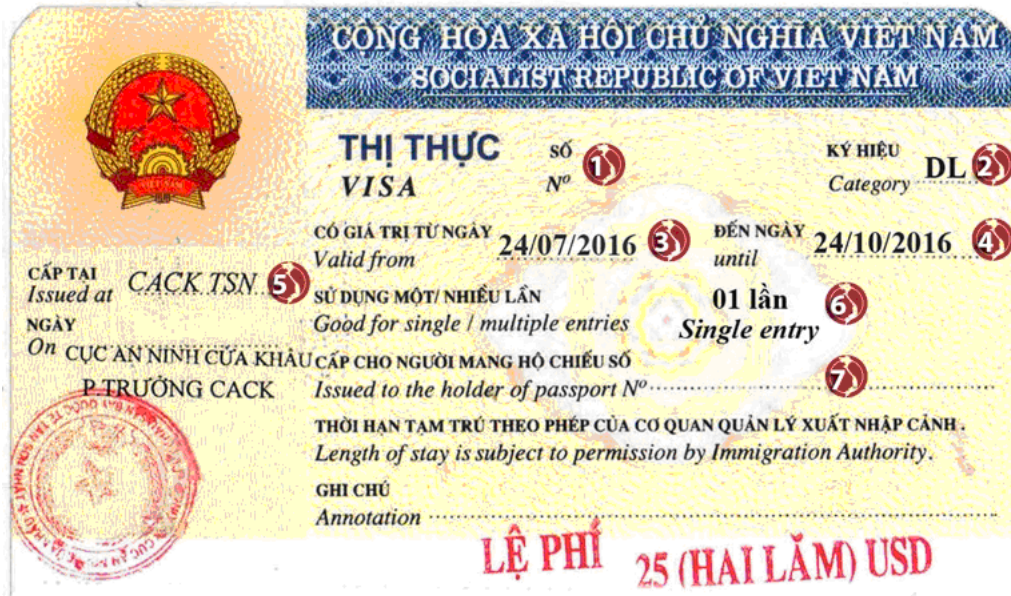 CỘNG HÒA XÃ HỘI CHỦ NGHĨA VIỆT NAM
SOCIALIST REPUBLIC OF VIET NAM
VIỆT NAM
THỊ THỰC
VISA
SỐ
Nº
1
KÝ HIỆU
Category
DL
2
CÓ GIÁ TRỊ TỪ NGÀY
Valid from
24/07/2016
3
ĐẾN NGÀY
until
24/10/2016
4
CẤP TẠI
Issued at
CACK TSN
5
SỬ DỤNG MỘT/ NHIỀU LẦN
Good for single / multiple entries
01 lần
Single entry
6
NGÀY
On
CỤC AN NINH CỬA KHẨU
P.TRƯỞNG CACK
CẤP CHO NGƯỜI MANG HỘ CHIẾU SỐ
Issued to the holder of passport Nº
7
THỜI HẠN TẠM TRÚ THEO PHÉP CỦA CƠ QUAN QUẢN LÝ XUẤT NHẬP CẢNH .
Length of stay is subject to permission by Immigration Authority.
GHI CHÚ
Annotation
LỆ PHÍ 25 (HAI LĂM) USD